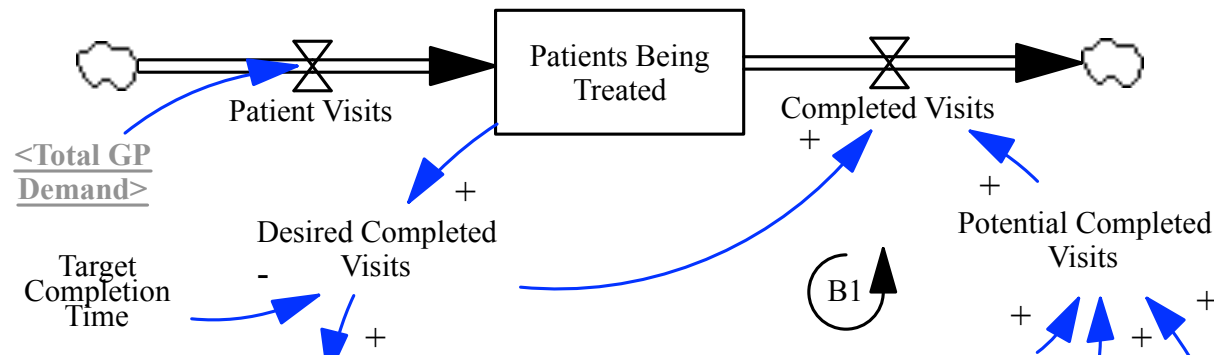 Patients Being
Treated
Patient Visits
Completed Visits
+
<Total GP
Demand>
+
+
Desired Completed
Visits
Potential Completed
Visits
Target
Completion
Time
-
B1
+
+
+
+